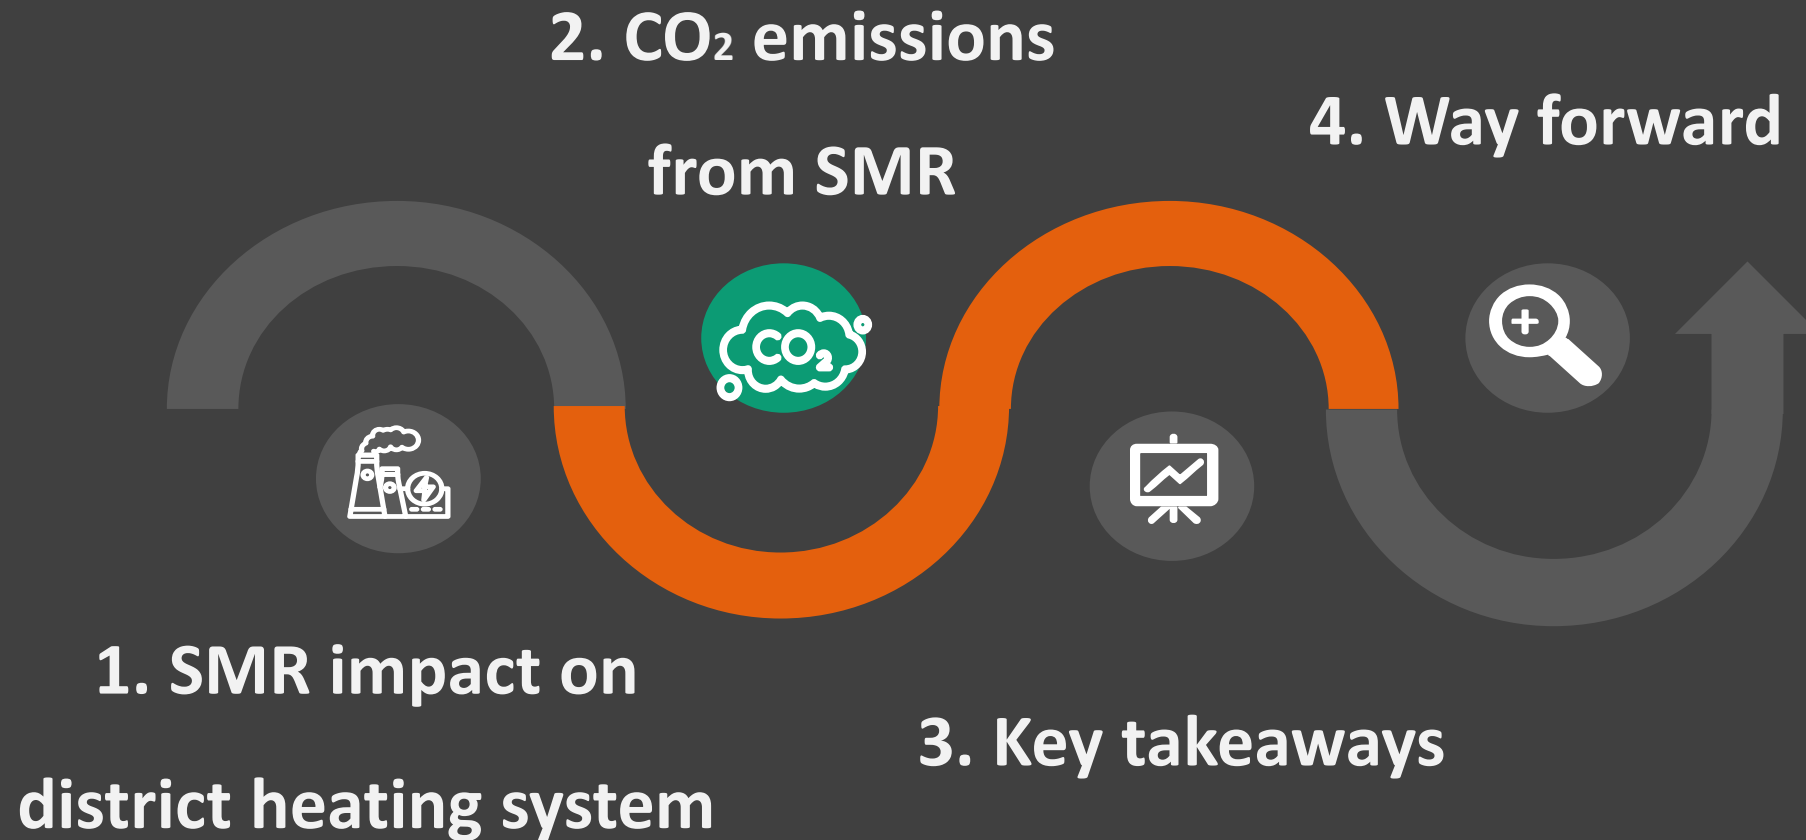 2. CO₂ emissions
from SMR
4. Way forward
CO₂
1. SMR impact on
district heating system
3. Key takeaways